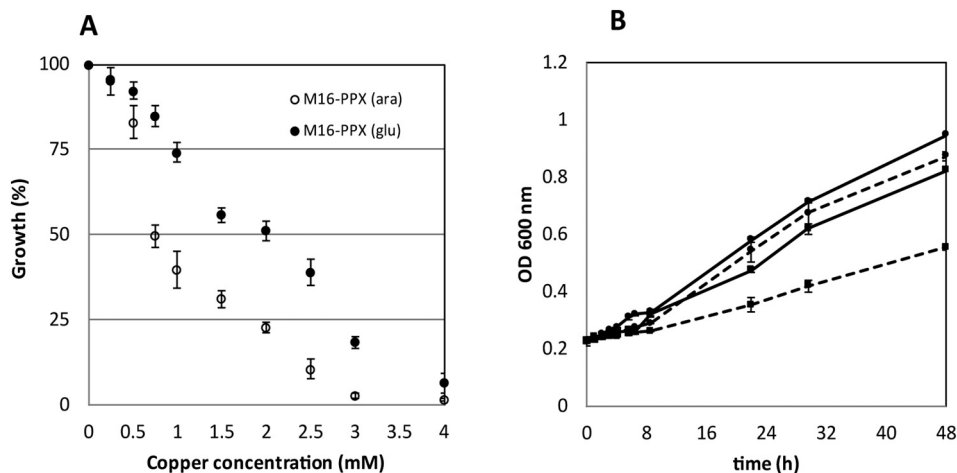 A
100
75
50
25
0
Growth (%)
M16-PPX (ara)
M16-PPX (glu)
0 0.5 1 1.5 2 2.5 3 4
Copper concentration (mM)
B
1.2
1
0.8
0.6
0.4
0.2
0
OD 600 nm
0 8 16 24 32 40 48
time (h)